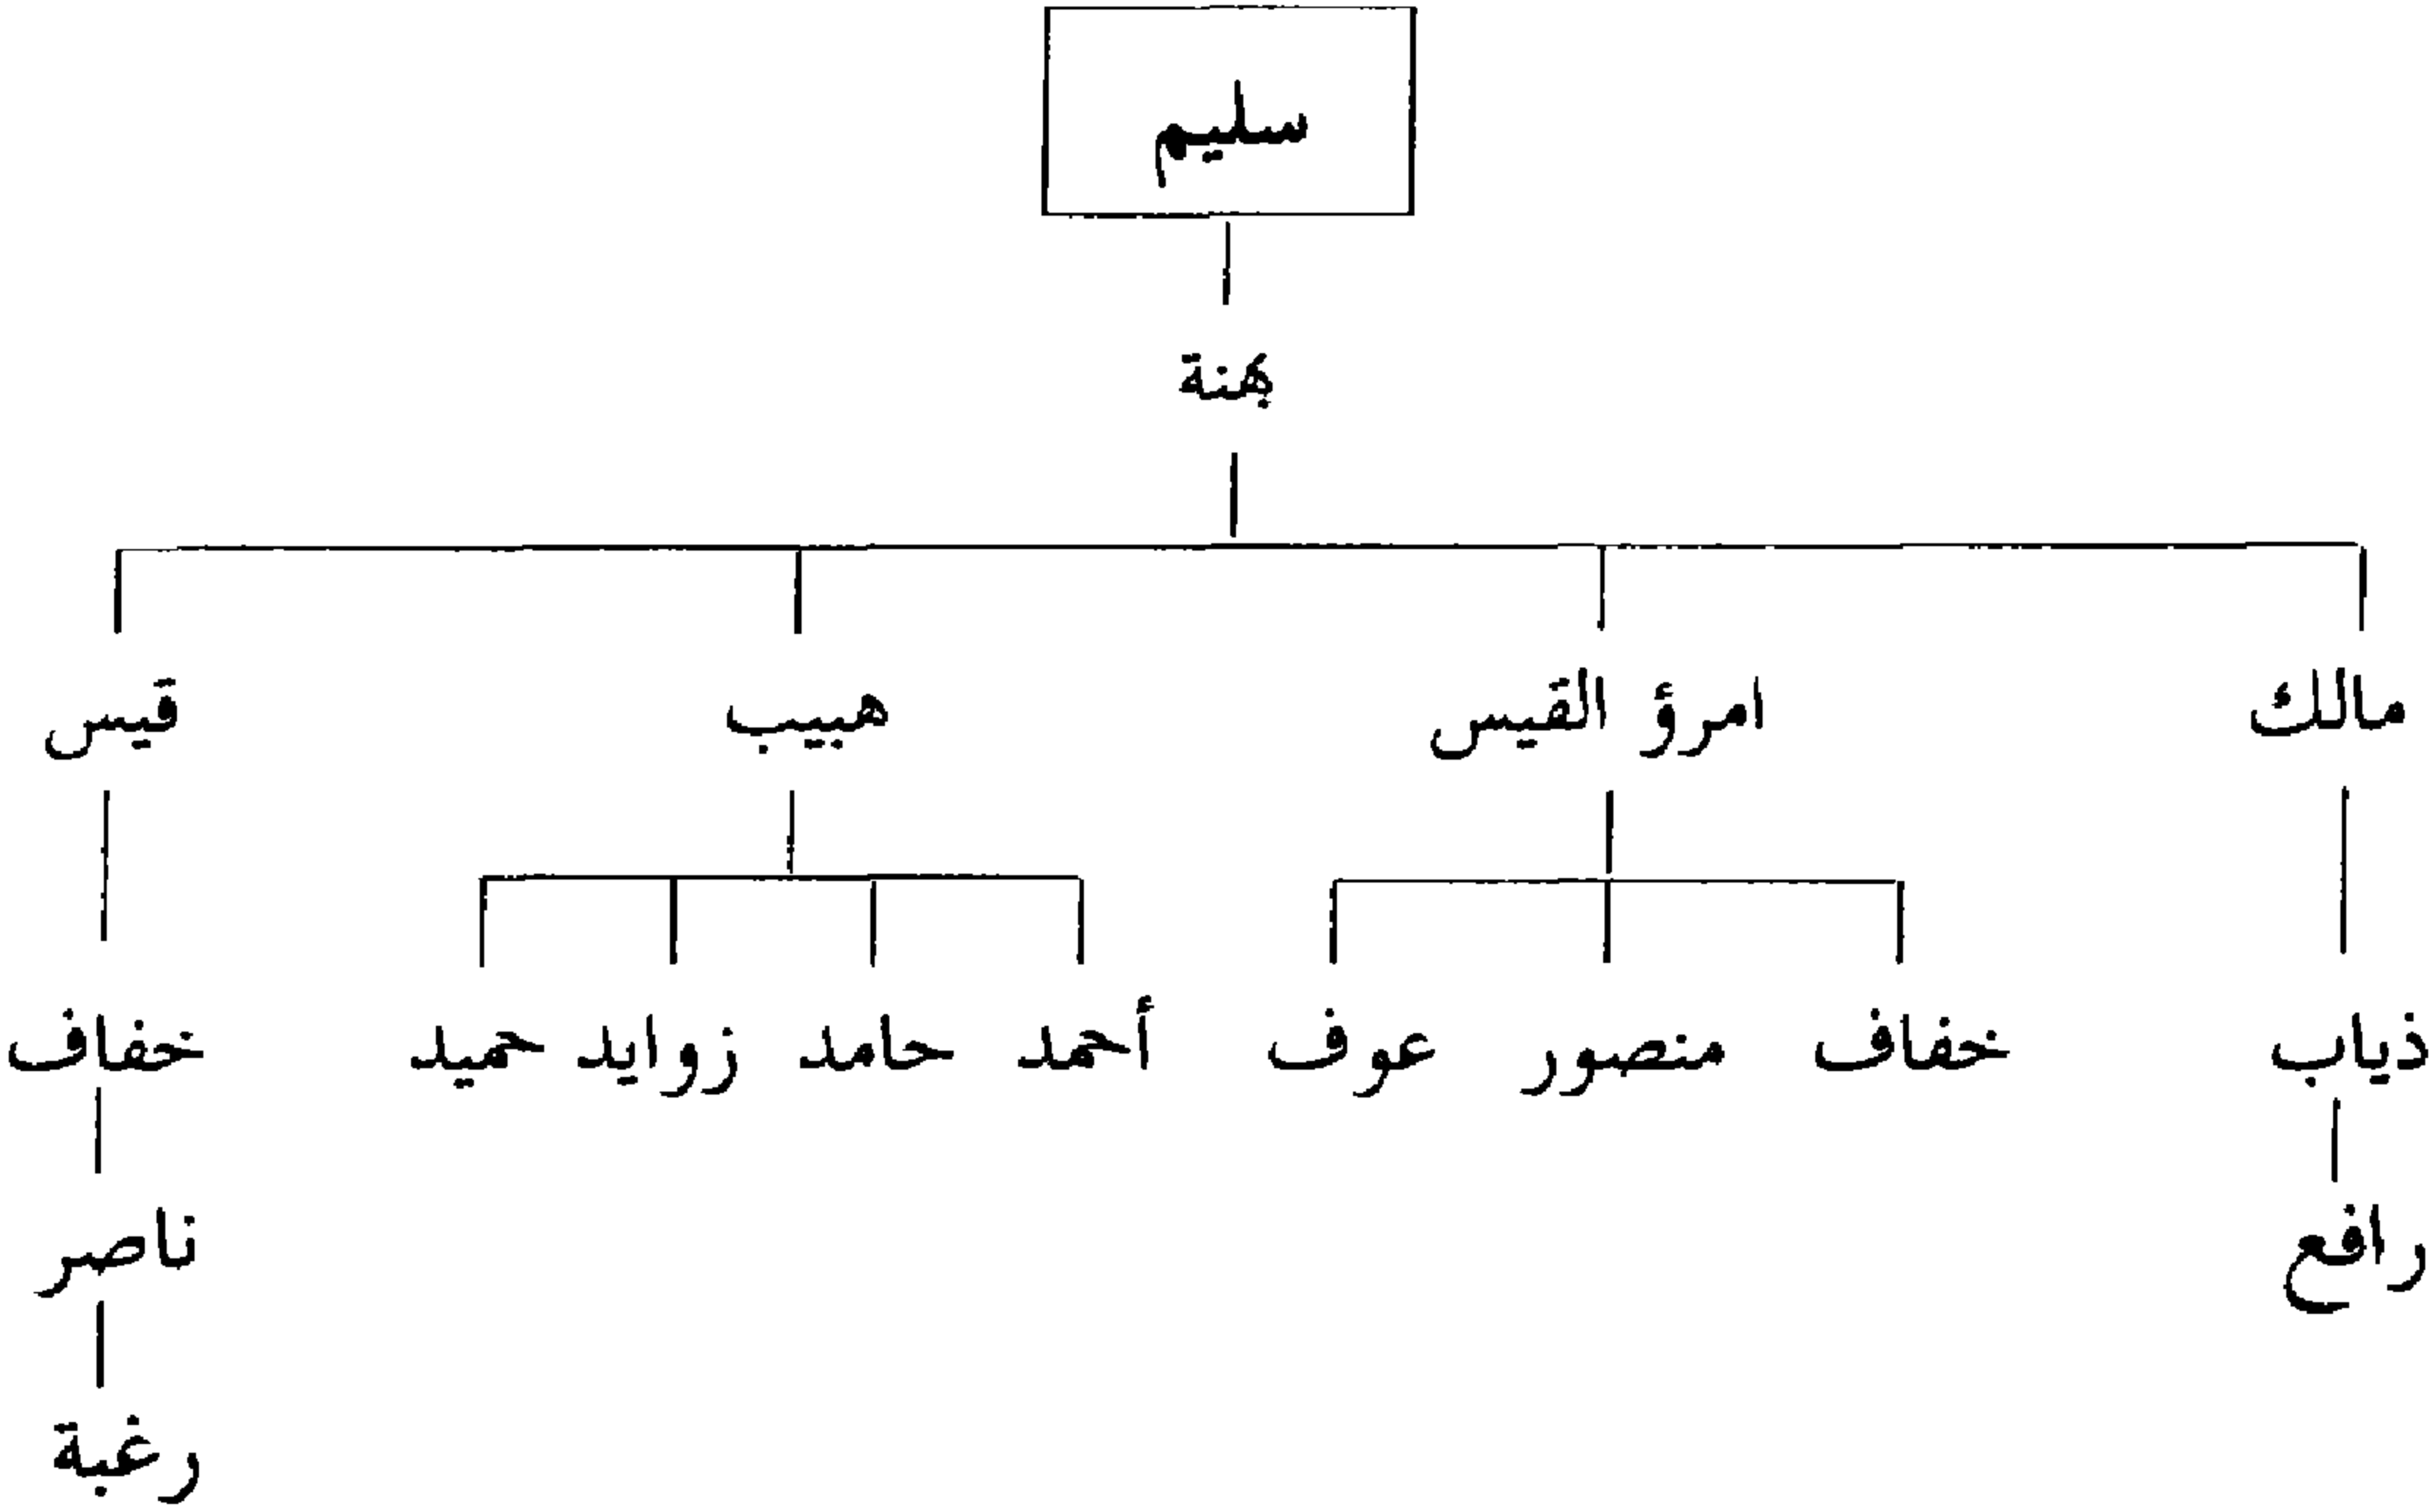 سليم
بهنة
مالك امرؤ القيس هبيب قيس
ذياب خفاف منصور عوف أحمد حامد زوايد حميد خفاف
رافع ناصر
رغبة